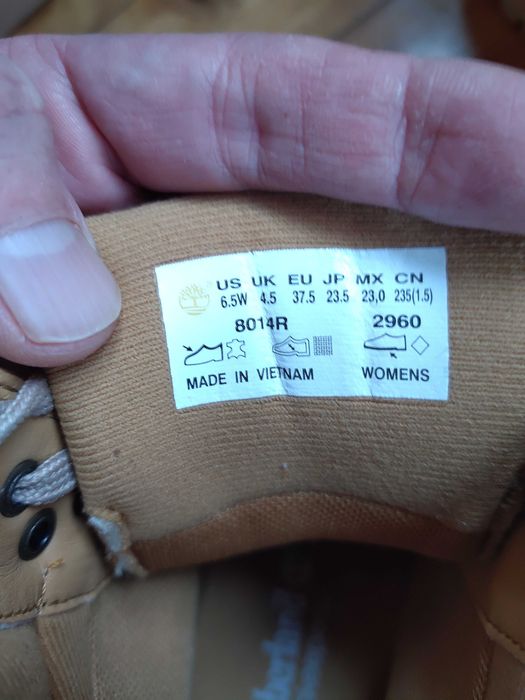 US UK EU JP MX CN
6.5W 4.5 37.5 23.5 23,0 235(1.5)
8014R 2960
MADE IN VIETNAM WOMENS